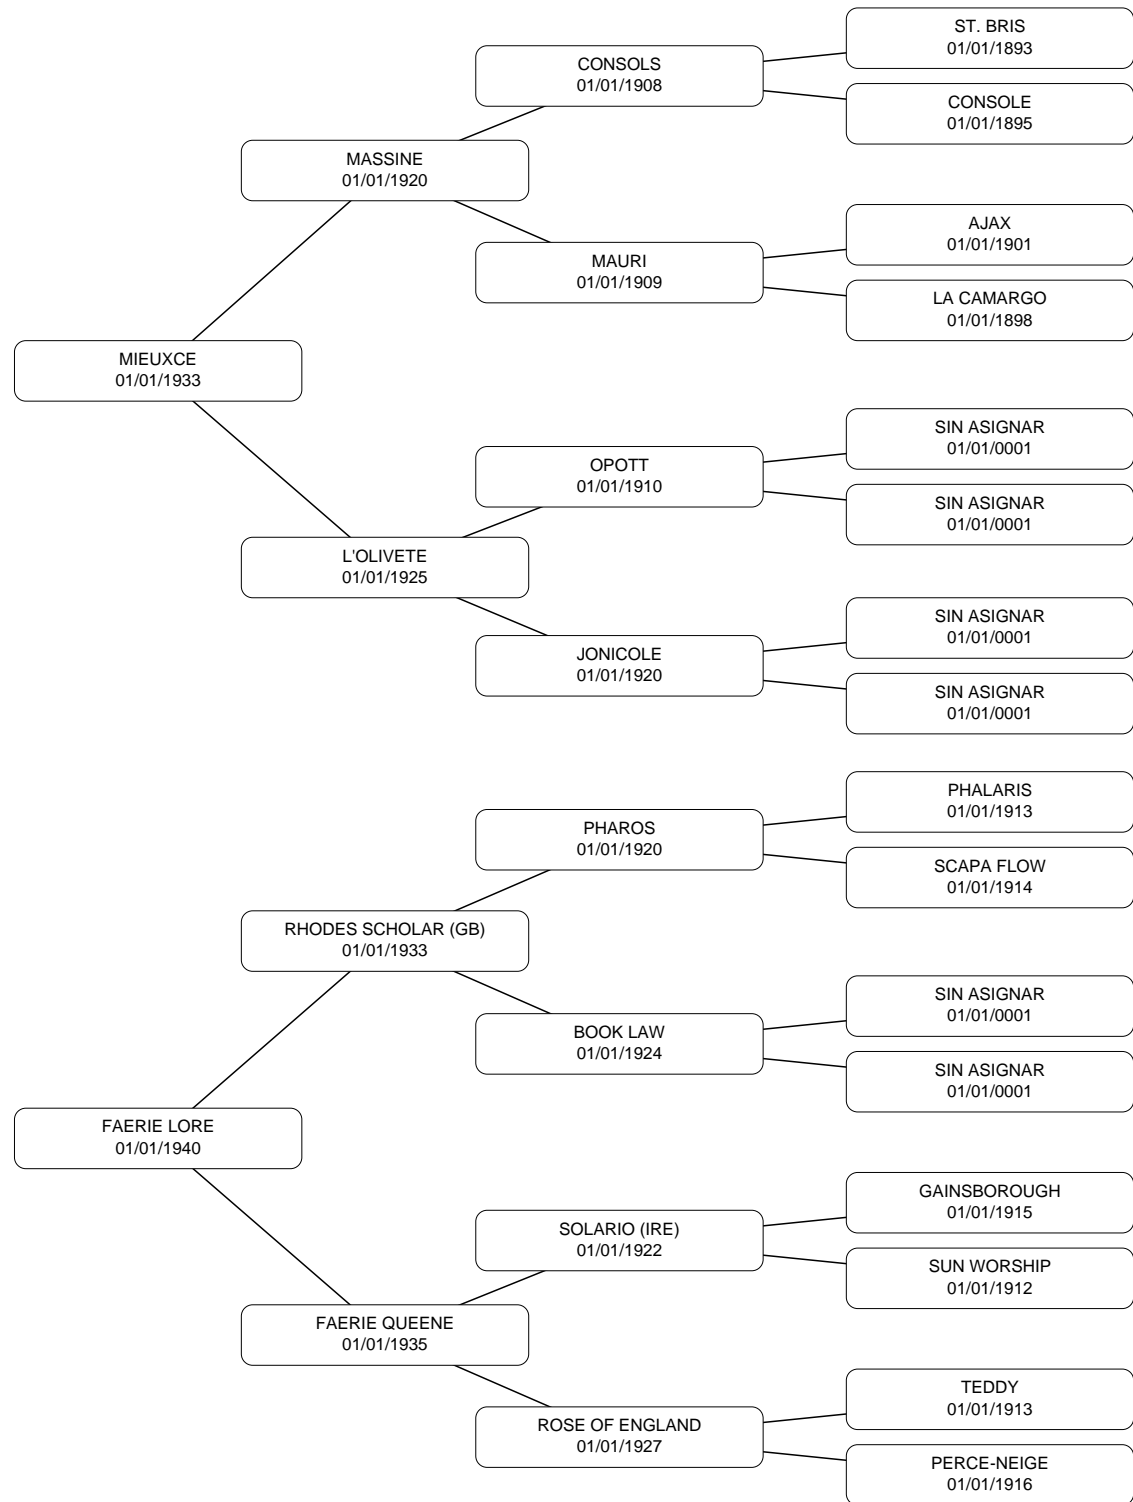 ST. BRIS
01/01/1893
CONSOLS
01/01/1908
CONSOLE
01/01/1895
MASSINE
01/01/1920
AJAX
01/01/1901
MAURI
01/01/1909
LA CAMARGO
01/01/1898
MIEUXCE
01/01/1933
SIN ASIGNAR
01/01/0001
OPOTT
01/01/1910
SIN ASIGNAR
01/01/0001
L'OLIVETE
01/01/1925
SIN ASIGNAR
01/01/0001
JONICOLE
01/01/1920
SIN ASIGNAR
01/01/0001
PHALARIS
01/01/1913
PHAROS
01/01/1920
SCAPA FLOW
01/01/1914
RHODES SCHOLAR (GB)
01/01/1933
SIN ASIGNAR
01/01/0001
BOOK LAW
01/01/1924
SIN ASIGNAR
01/01/0001
FAERIE LORE
01/01/1940
GAINSBOROUGH
01/01/1915
SOLARIO (IRE)
01/01/1922
SUN WORSHIP
01/01/1912
FAERIE QUEENE
01/01/1935
TEDDY
01/01/1913
ROSE OF ENGLAND
01/01/1927
PERCE-NEIGE
01/01/1916